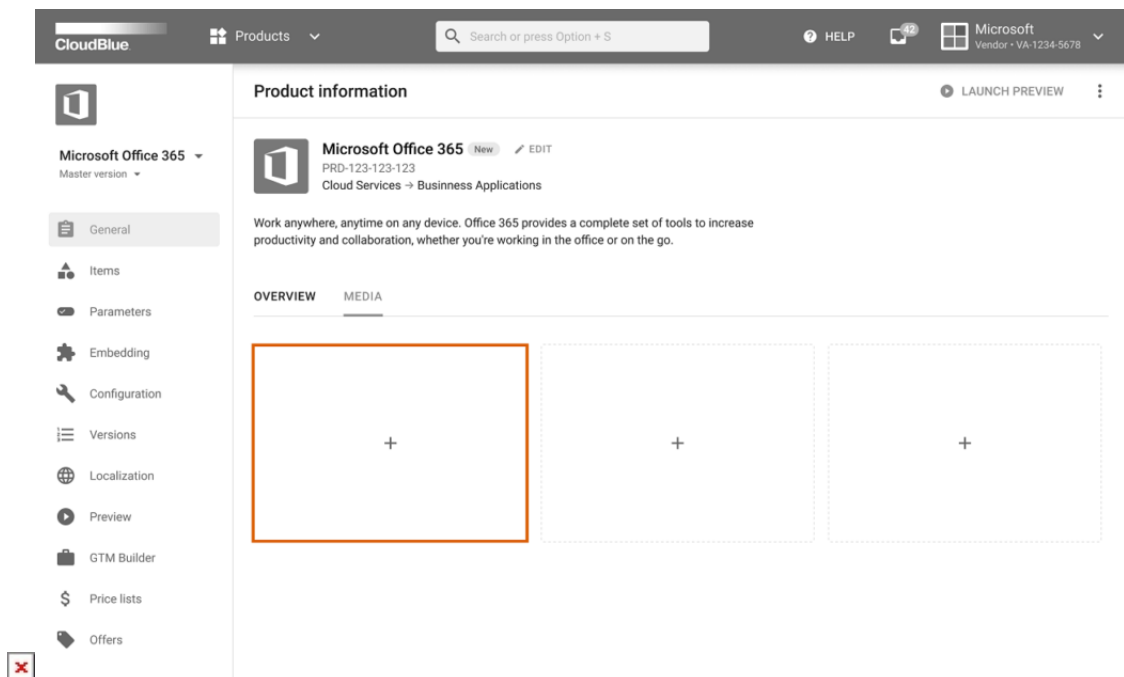 CloudBlue.
Products
Search or press Option + S
HELP
42
Microsoft
Vendor • VA-1234-5678
Product information
LAUNCH PREVIEW
Microsoft Office 365
Master version
Microsoft Office 365 New EDIT
PRD-123-123-123
Cloud Services → Businness Applications
Work anywhere, anytime on any device. Office 365 provides a complete set of tools to increase
productivity and collaboration, whether you're working in the office or on the go.
OVERVIEW MEDIA
General
Items
Parameters
Embedding
Configuration
Versions
Localization
Preview
GTM Builder
Price lists
Offers
+ + +